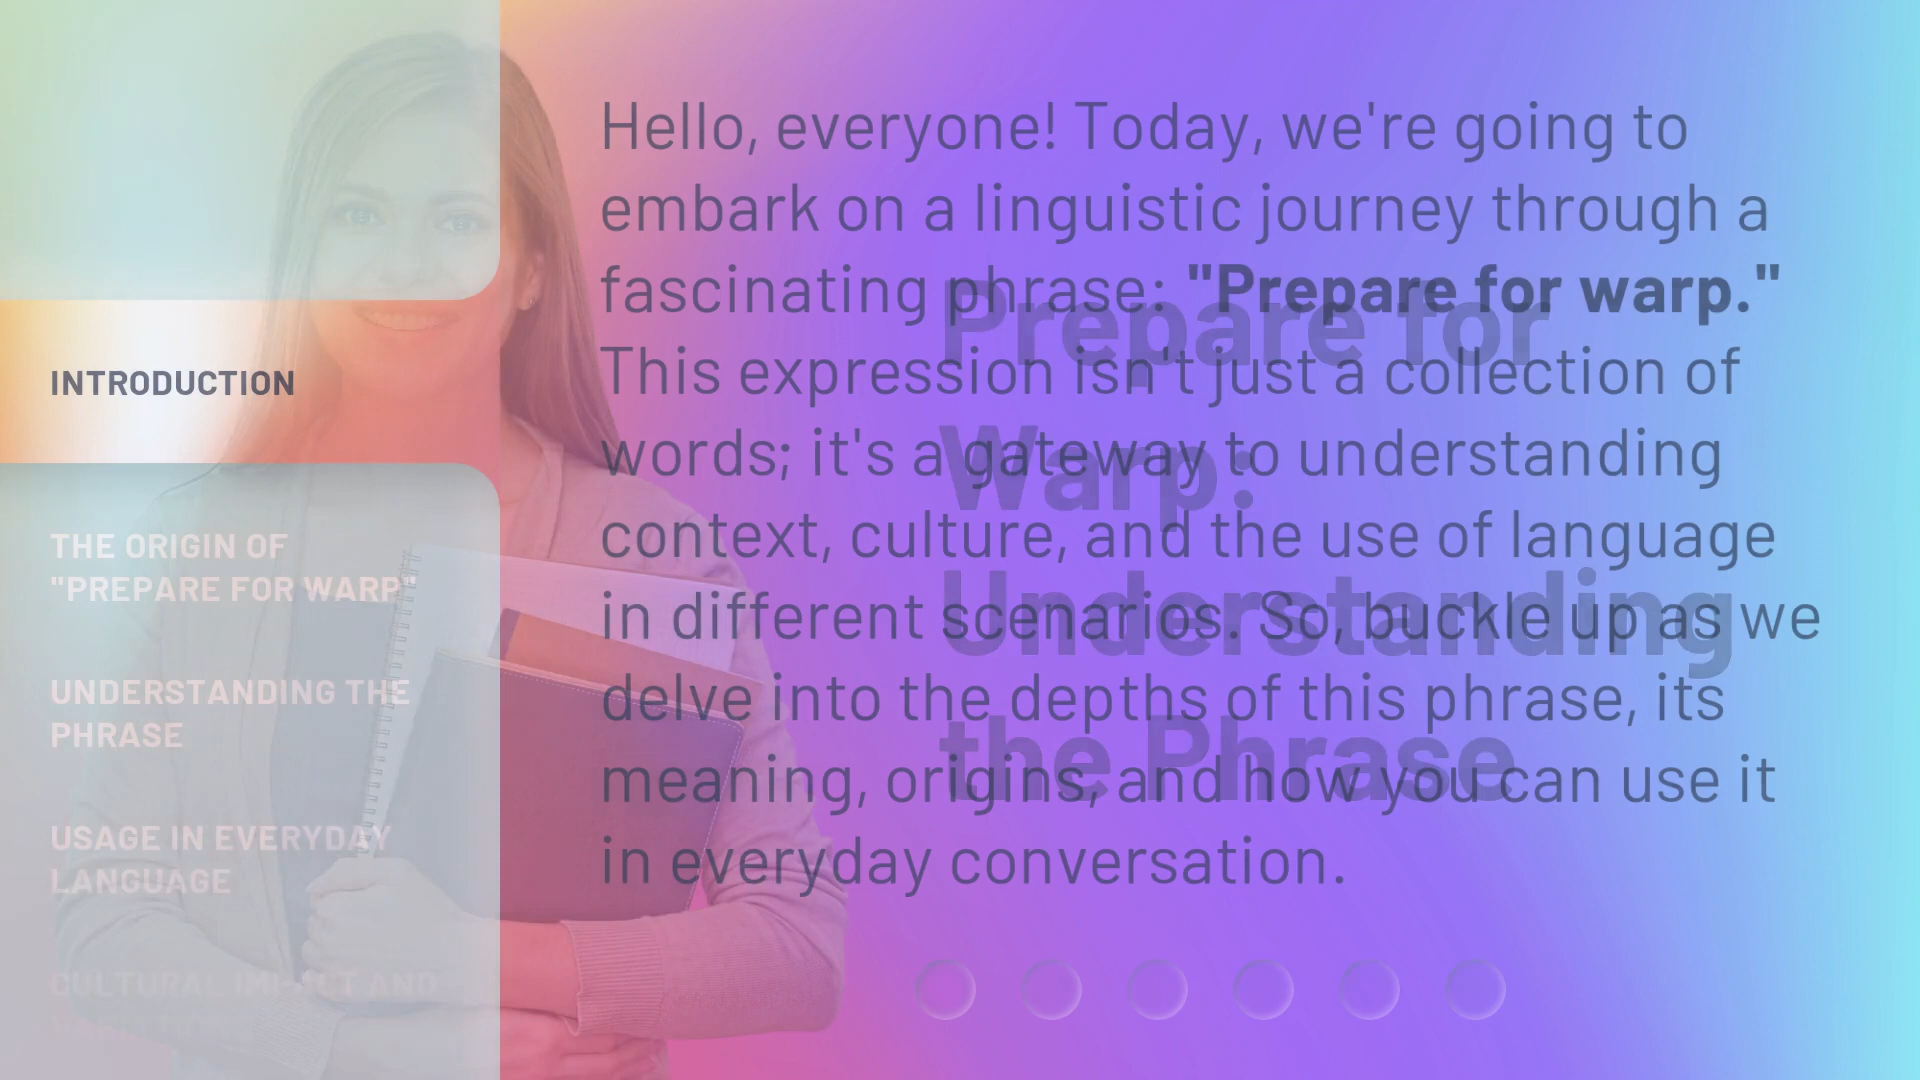 INTRODUCTION
THE ORIGIN OF
"PREPARE FOR WARP"
UNDERSTANDING THE
PHRASE
USAGE IN EVERYDAY
LANGUAGE
CULTURAL IMPACT AND
Hello, everyone! Today, we're going to
embark on a linguistic journey through a
fascinating phrase: "Prepare for warp."
This expression isn't just a collection of
words; it's a gateway to understanding
context, culture, and the use of language
in different scenarios. So, buckle up as we
delve into the depths of this phrase, its
meaning, origins, and how you can use it
in everyday conversation.
Prepare for
Warp:
Understanding
the Phrase